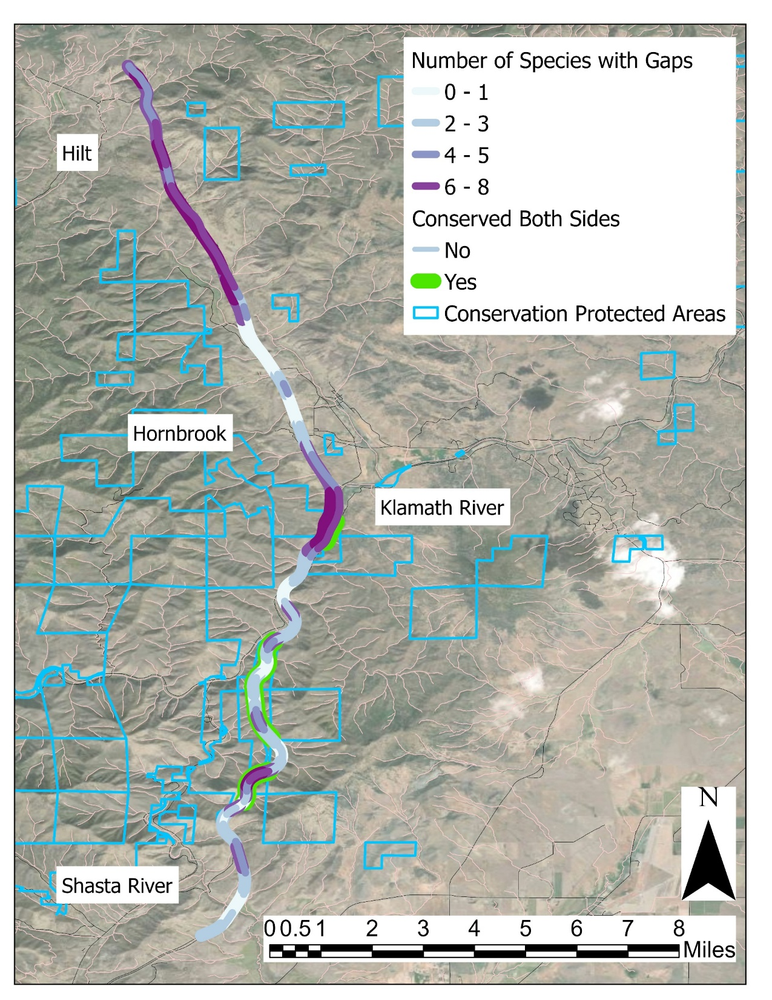 Number of Species with Gaps
0 - 1
2 - 3
4 - 5
6 - 8
Conserved Both Sides
No
Yes
Conservation Protected Areas
Hilt
Hornbrook
Klamath River
Shasta River
N
0 0.5 1 2 3 4 5 6 7 8
Miles